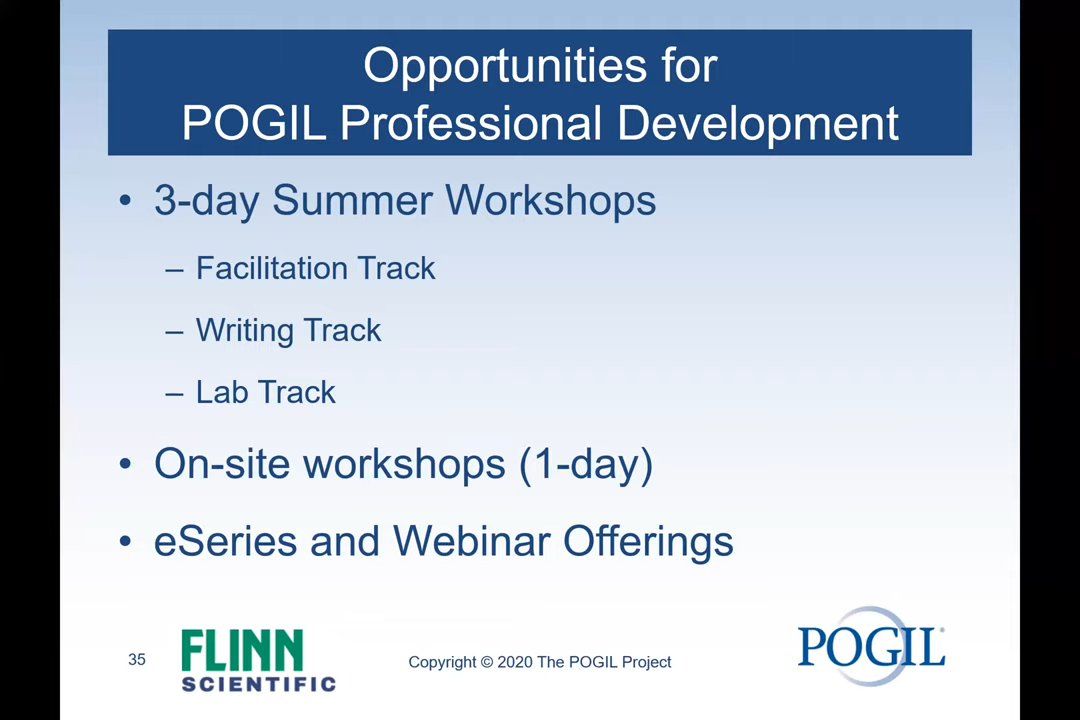 Opportunities for
POGIL Professional Development
• 3-day Summer Workshops
– Facilitation Track
– Writing Track
– Lab Track
• On-site workshops (1-day)
• eSeries and Webinar Offerings
35
FLINN
SCIENTIFIC
Copyright © 2020 The POGIL Project
POGIL